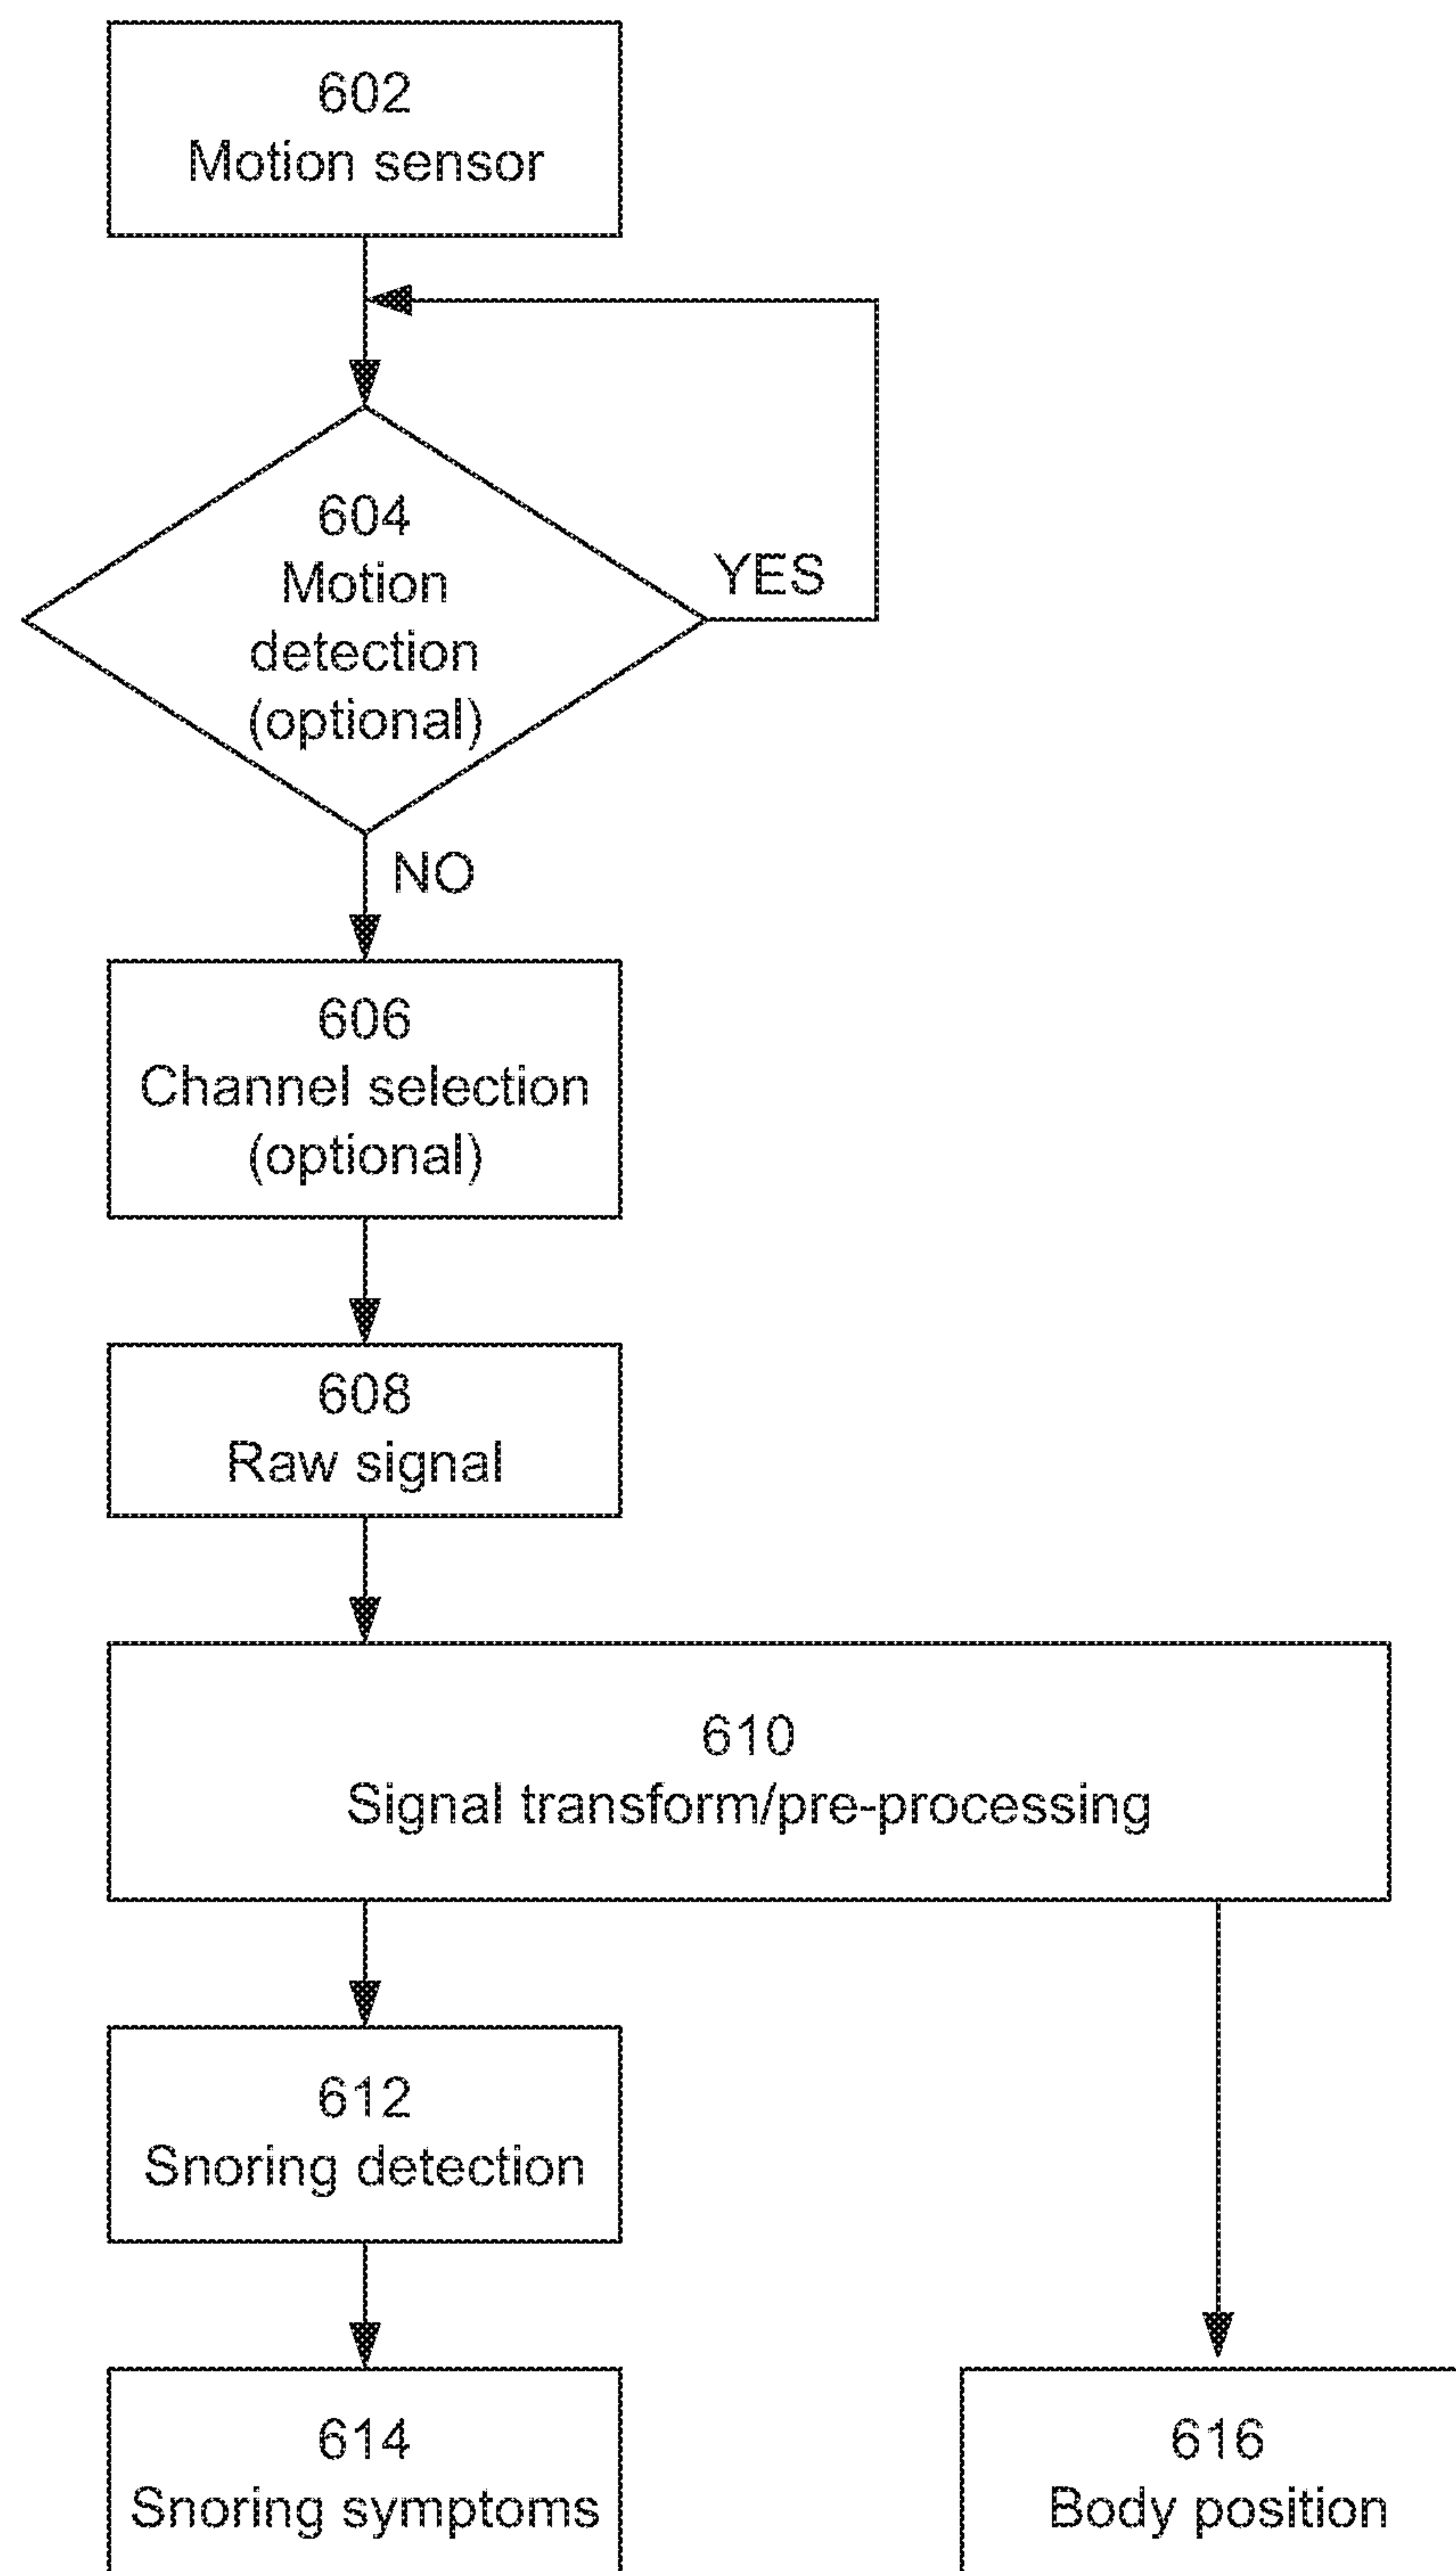 602
Motion sensor
604
Motion
detection
(optional)
YES
NO
606
Channel selection
(optional)
608
Raw signal
610
Signal transform/pre-processing
612
Snoring detection
614
Snoring symptoms
616
Body position